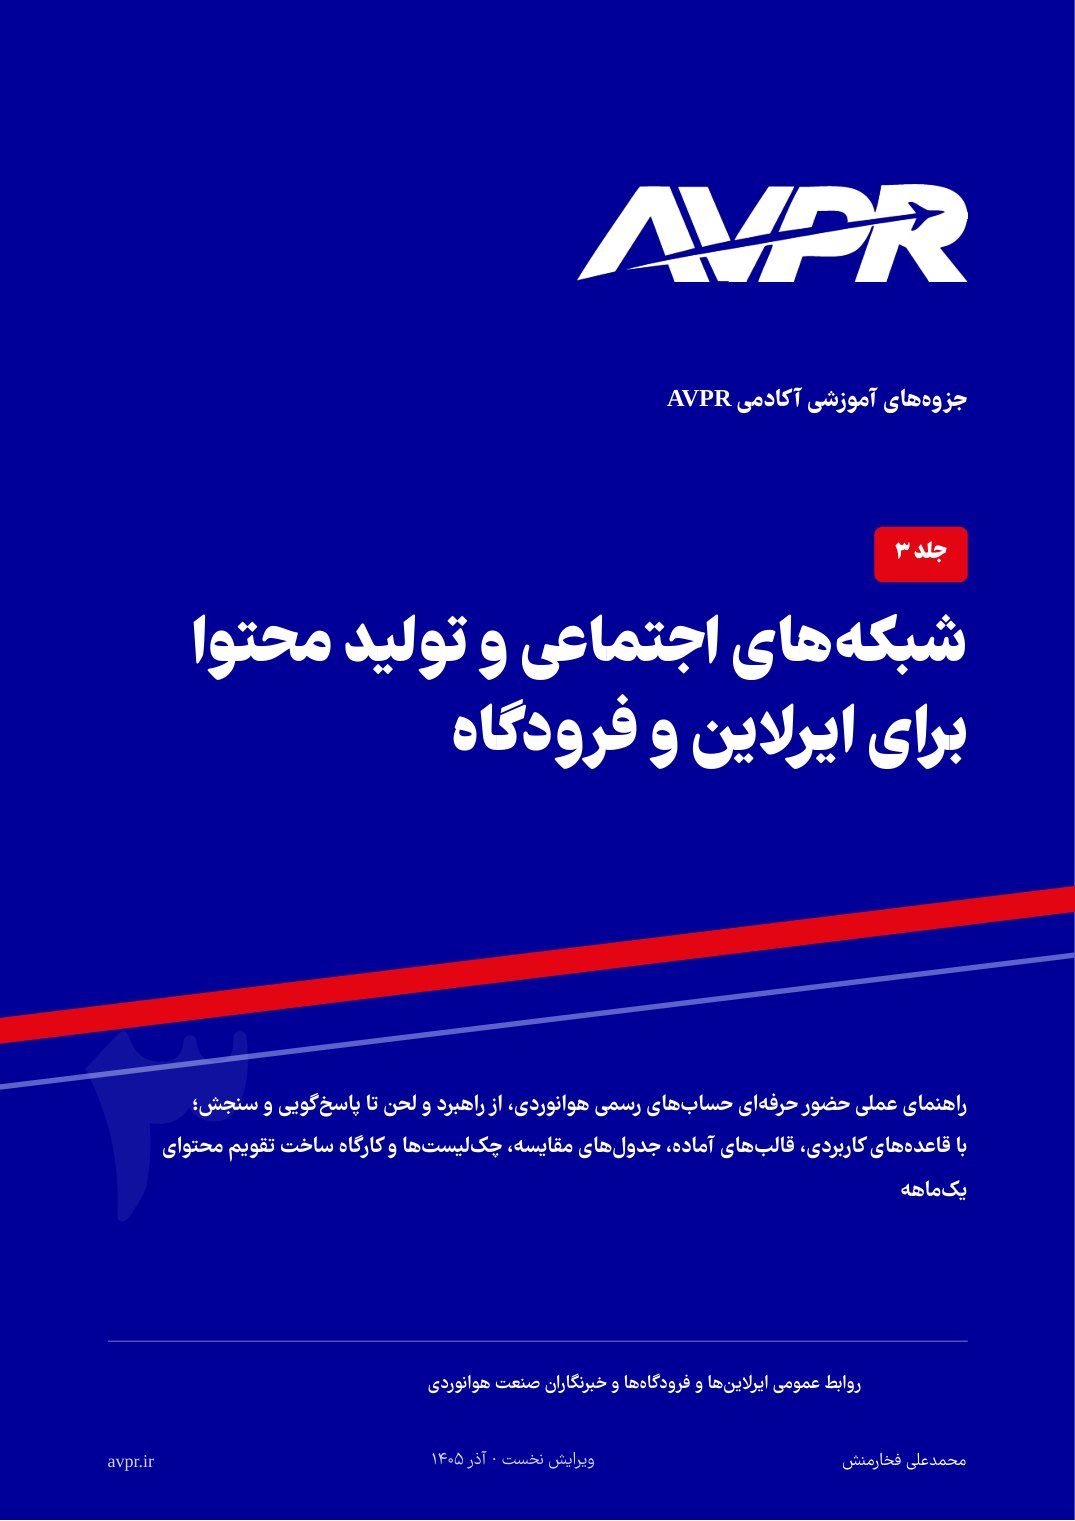 AVPR
جزوه‌های آموزشی آکادمی AVPR
جلد ۳
شبکه‌های اجتماعی و تولید محتوا
برای ایرلاین و فرودگاه
۳
راهنمای عملی حضور حرفه‌ای حساب‌های رسمی هوانوردی، از راهبرد و لحن تا پاسخ‌گویی و سنجش؛
با قاعده‌های کاربردی، قالب‌های آماده، جدول‌های مقایسه، چک‌لیست‌ها و کارگاه ساخت تقویم محتوای
یک‌ماهه
روابط عمومی ایرلاین‌ها و فرودگاه‌ها و خبرنگاران صنعت هوانوردی
محمدعلی فخارمنش
ویرایش نخست · آذر ۱۴۰۵
avpr.ir